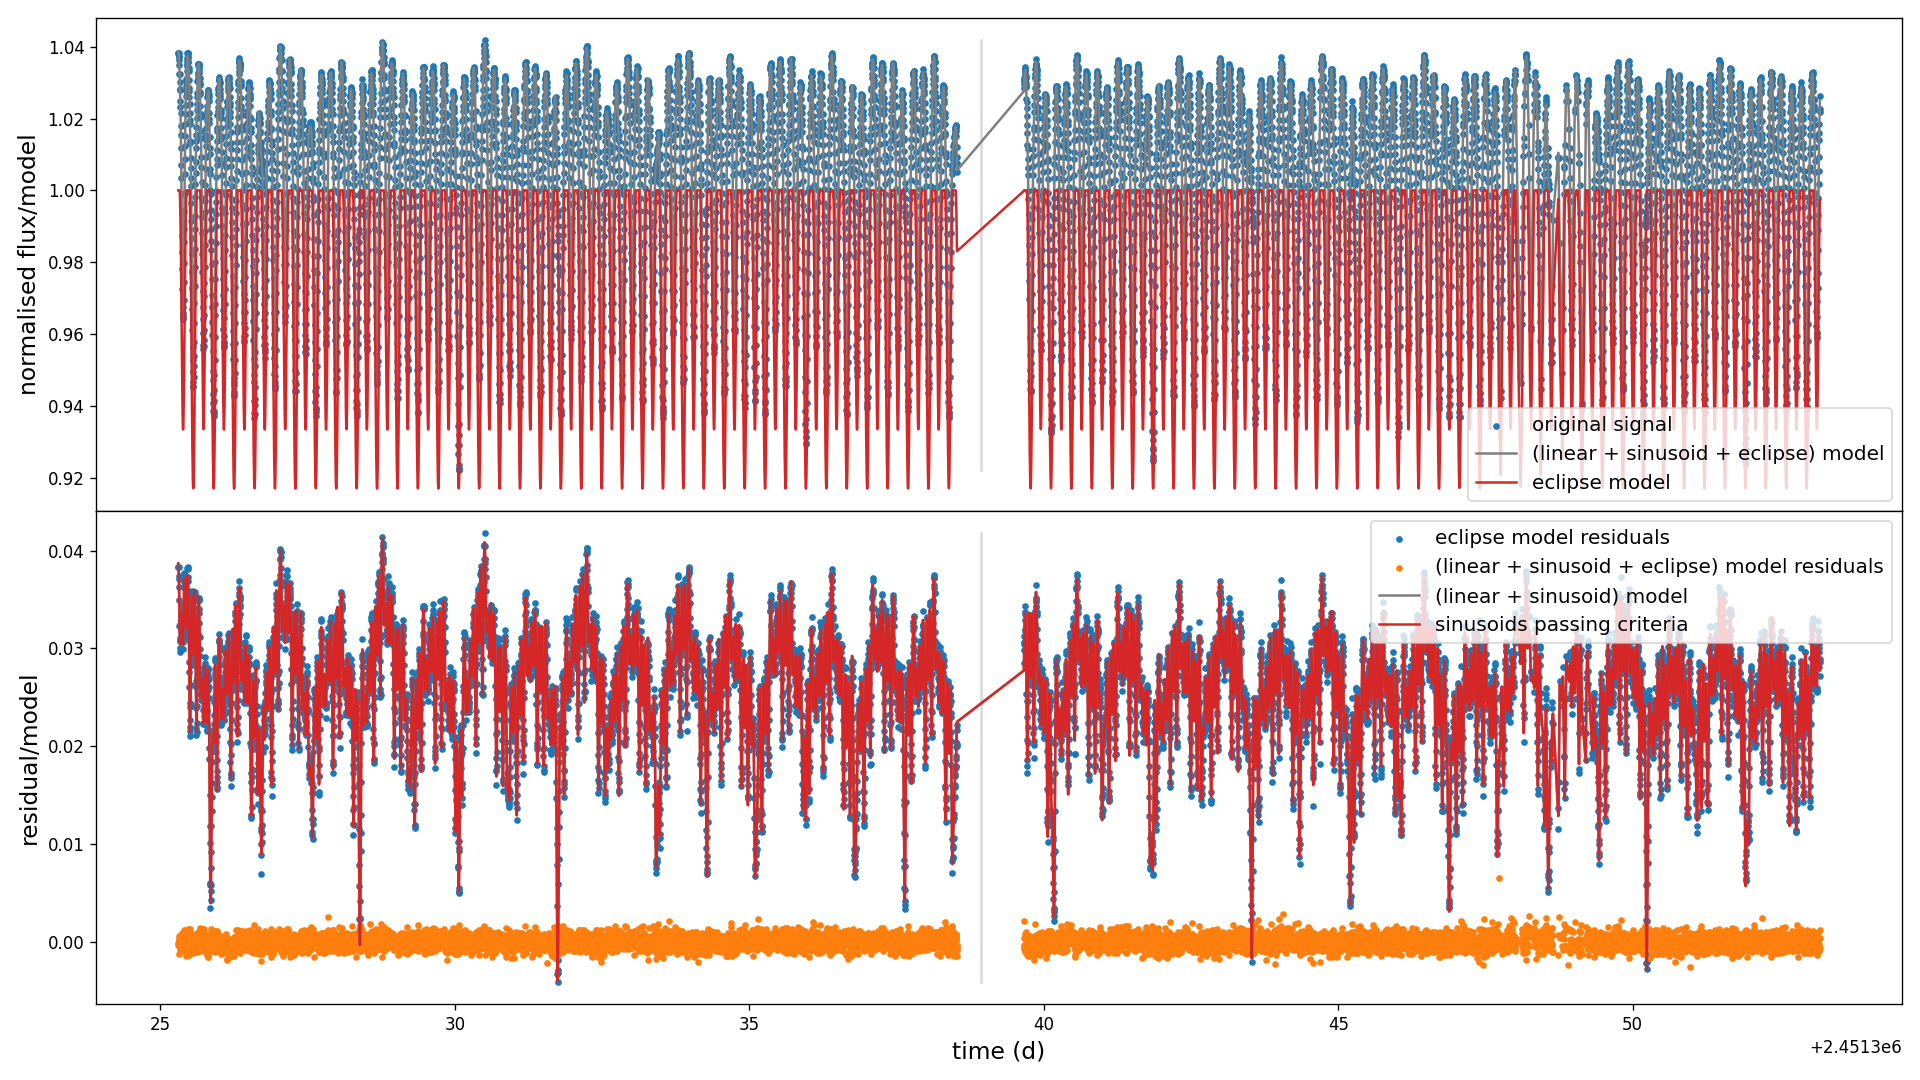 1.04
1.02
1.00
0.98
0.96
0.94
0.92
normalised flux/model
original signal
(linear + sinusoid + eclipse) model
eclipse model
0.04
0.03
0.02
0.01
0.00
residual/model
eclipse model residuals
(linear + sinusoid + eclipse) model residuals
(linear + sinusoid) model
sinusoids passing criteria
25
30
35
40
45
50
time (d)
+2.4513e6